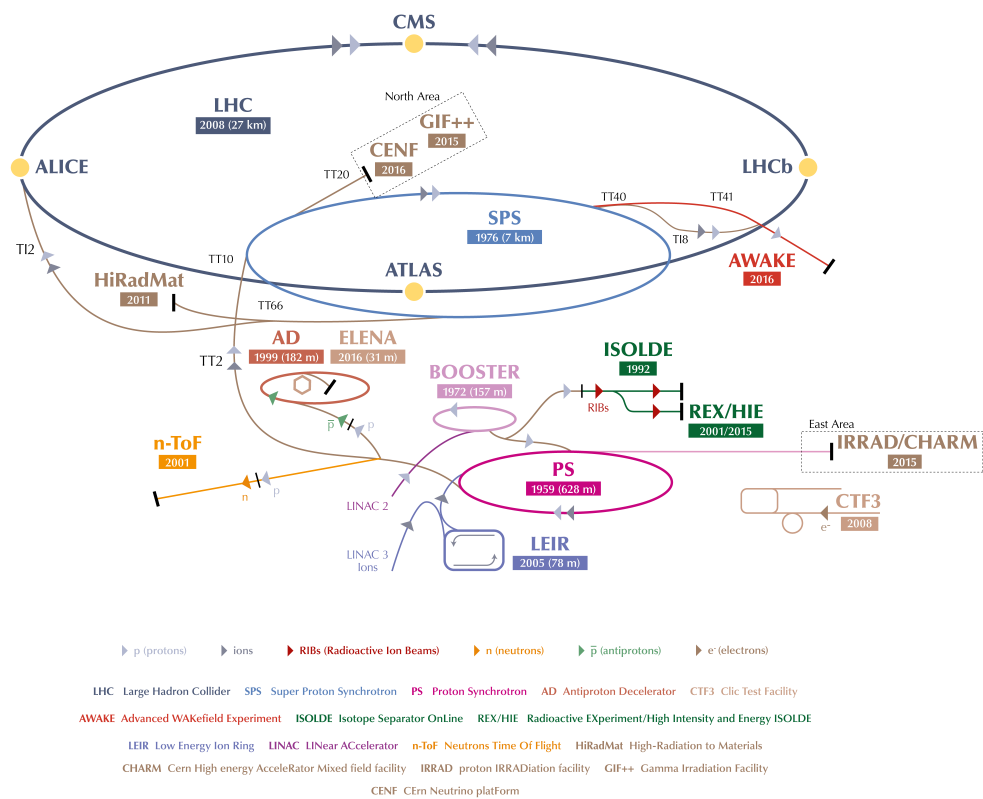 CMS
North Area
LHC
2008 (27 km)
GIF++
2015
CENF
2016
ALICE
TT20
LHCb
TT40
TT41
SPS
1976 (7 km)
TI2
TT10
TI8
ATLAS
AWAKE
2016
HiRadMat
2011
TT66
AD
1999 (182 m)
ELENA
2016 (31 m)
TT2
ISOLDE
1992
BOOSTER
1972 (157 m)
RIBs
REX/HIE
2001/2015
p̅
p
East Area
n-ToF
2001
IRRAD/CHARM
2015
PS
1959 (628 m)
n
p
LINAC 2
CTF3
2008
e-
LINAC 3
Ions
LEIR
2005 (78 m)
p (protons) ions RIBs (Radioactive Ion Beams) n (neutrons) p̅ (antiprotons) e- (electrons)
LHC Large Hadron Collider SPS Super Proton Synchrotron PS Proton Synchrotron AD Antiproton Decelerator CTF3 Clic Test Facility
AWAKE Advanced WAKefield Experiment ISOLDE Isotope Separator OnLine REX/HIE Radioactive EXperiment/High Intensity and Energy ISOLDE
LEIR Low Energy Ion Ring LINAC LINear ACcelerator n-ToF Neutrons Time Of Flight HiRadMat High-Radiation to Materials
CHARM Cern High energy AcceleRator Mixed field facility IRRAD proton IRRADiation facility GIF++ Gamma Irradiation Facility
CENF CErn Neutrino platForm